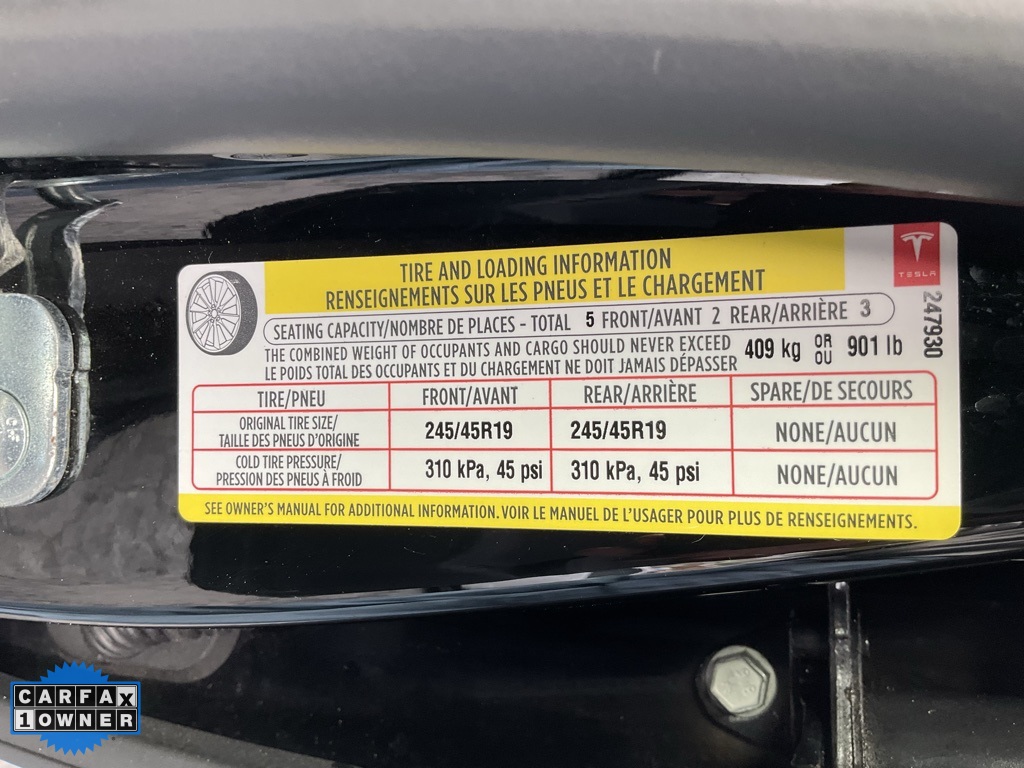 TIRE AND LOADING INFORMATION
RENSEIGNEMENTS SUR LES PNEUS ET LE CHARGEMENT
TESLA
247930
SEATING CAPACITY/NOMBRE DE PLACES - TOTAL 5 FRONT/AVANT 2 REAR/ARRIÈRE 3
THE COMBINED WEIGHT OF OCCUPANTS AND CARGO SHOULD NEVER EXCEED
LE POIDS TOTAL DES OCCUPANTS ET DU CHARGEMENT NE DOIT JAMAIS DÉPASSER
409 kg OR OU 901 lb
TIRE/PNEU FRONT/AVANT REAR/ARRIÈRE SPARE/DE SECOURS
ORIGINAL TIRE SIZE/
TAILLE DES PNEUS D'ORIGINE
245/45R19 245/45R19 NONE/AUCUN
COLD TIRE PRESSURE/
PRESSION DES PNEUS À FROID
310 kPa, 45 psi 310 kPa, 45 psi NONE/AUCUN
SEE OWNER'S MANUAL FOR ADDITIONAL INFORMATION. VOIR LE MANUEL DE L'USAGER POUR PLUS DE RENSEIGNEMENTS.
CARFAX
1 OWNER